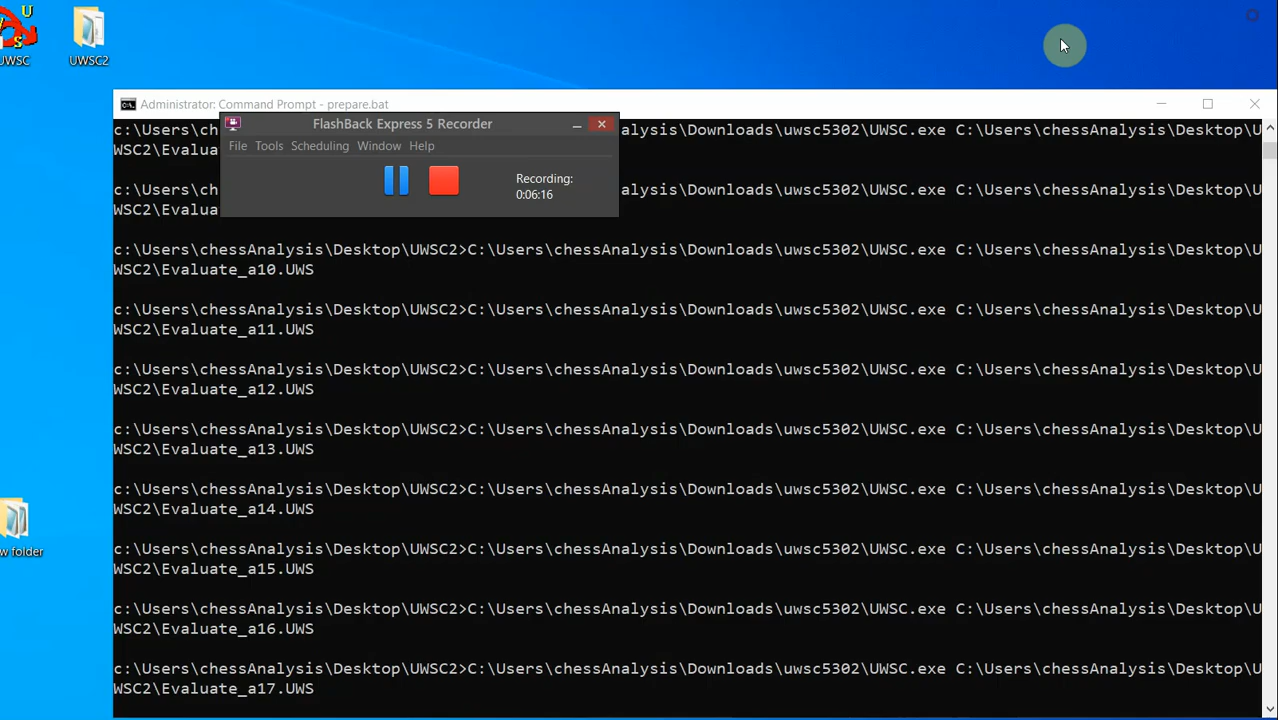 U
S
UWSC
UWSC2
Administrator: Command Prompt - prepare.bat
FlashBack Express 5 Recorder
File Tools Scheduling Window Help
Recording:
0:06:16
c:\Users\ch
alysis\Downloads\uwsc5302\UWSC.exe C:\Users\chessAnalysis\Desktop\U
WSC2\Evalua
c:\Users\ch
alysis\Downloads\uwsc5302\UWSC.exe C:\Users\chessAnalysis\Desktop\U
WSC2\Evalua
c:\Users\chessAnalysis\Desktop\UWSC2>C:\Users\chessAnalysis\Downloads\uwsc5302\UWSC.exe C:\Users\chessAnalysis\Desktop\U
WSC2\Evaluate_a10.UWS
c:\Users\chessAnalysis\Desktop\UWSC2>C:\Users\chessAnalysis\Downloads\uwsc5302\UWSC.exe C:\Users\chessAnalysis\Desktop\U
WSC2\Evaluate_a11.UWS
c:\Users\chessAnalysis\Desktop\UWSC2>C:\Users\chessAnalysis\Downloads\uwsc5302\UWSC.exe C:\Users\chessAnalysis\Desktop\U
WSC2\Evaluate_a12.UWS
c:\Users\chessAnalysis\Desktop\UWSC2>C:\Users\chessAnalysis\Downloads\uwsc5302\UWSC.exe C:\Users\chessAnalysis\Desktop\U
WSC2\Evaluate_a13.UWS
c:\Users\chessAnalysis\Desktop\UWSC2>C:\Users\chessAnalysis\Downloads\uwsc5302\UWSC.exe C:\Users\chessAnalysis\Desktop\U
WSC2\Evaluate_a14.UWS
c:\Users\chessAnalysis\Desktop\UWSC2>C:\Users\chessAnalysis\Downloads\uwsc5302\UWSC.exe C:\Users\chessAnalysis\Desktop\U
WSC2\Evaluate_a15.UWS
c:\Users\chessAnalysis\Desktop\UWSC2>C:\Users\chessAnalysis\Downloads\uwsc5302\UWSC.exe C:\Users\chessAnalysis\Desktop\U
WSC2\Evaluate_a16.UWS
c:\Users\chessAnalysis\Desktop\UWSC2>C:\Users\chessAnalysis\Downloads\uwsc5302\UWSC.exe C:\Users\chessAnalysis\Desktop\U
WSC2\Evaluate_a17.UWS
w folder